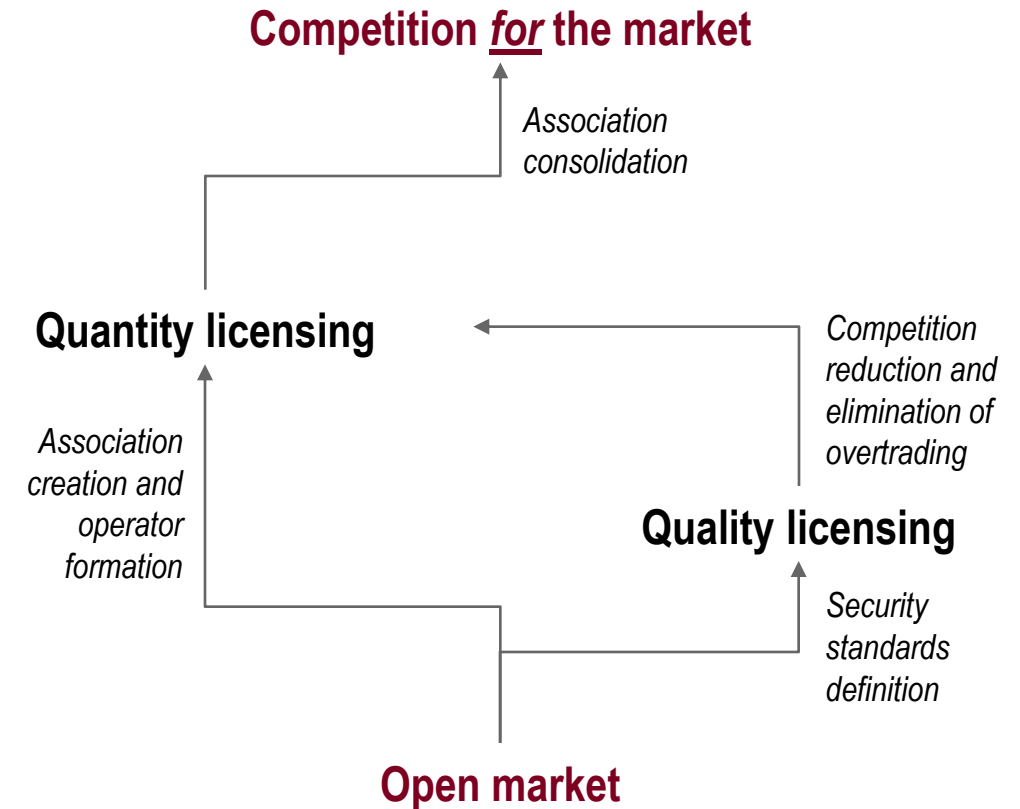 Competition for the market
Association
consolidation
Quantity licensing
Competition
reduction and
elimination of
overtrading
Association
creation and
operator
formation
Quality licensing
Security
standards
definition
Open market